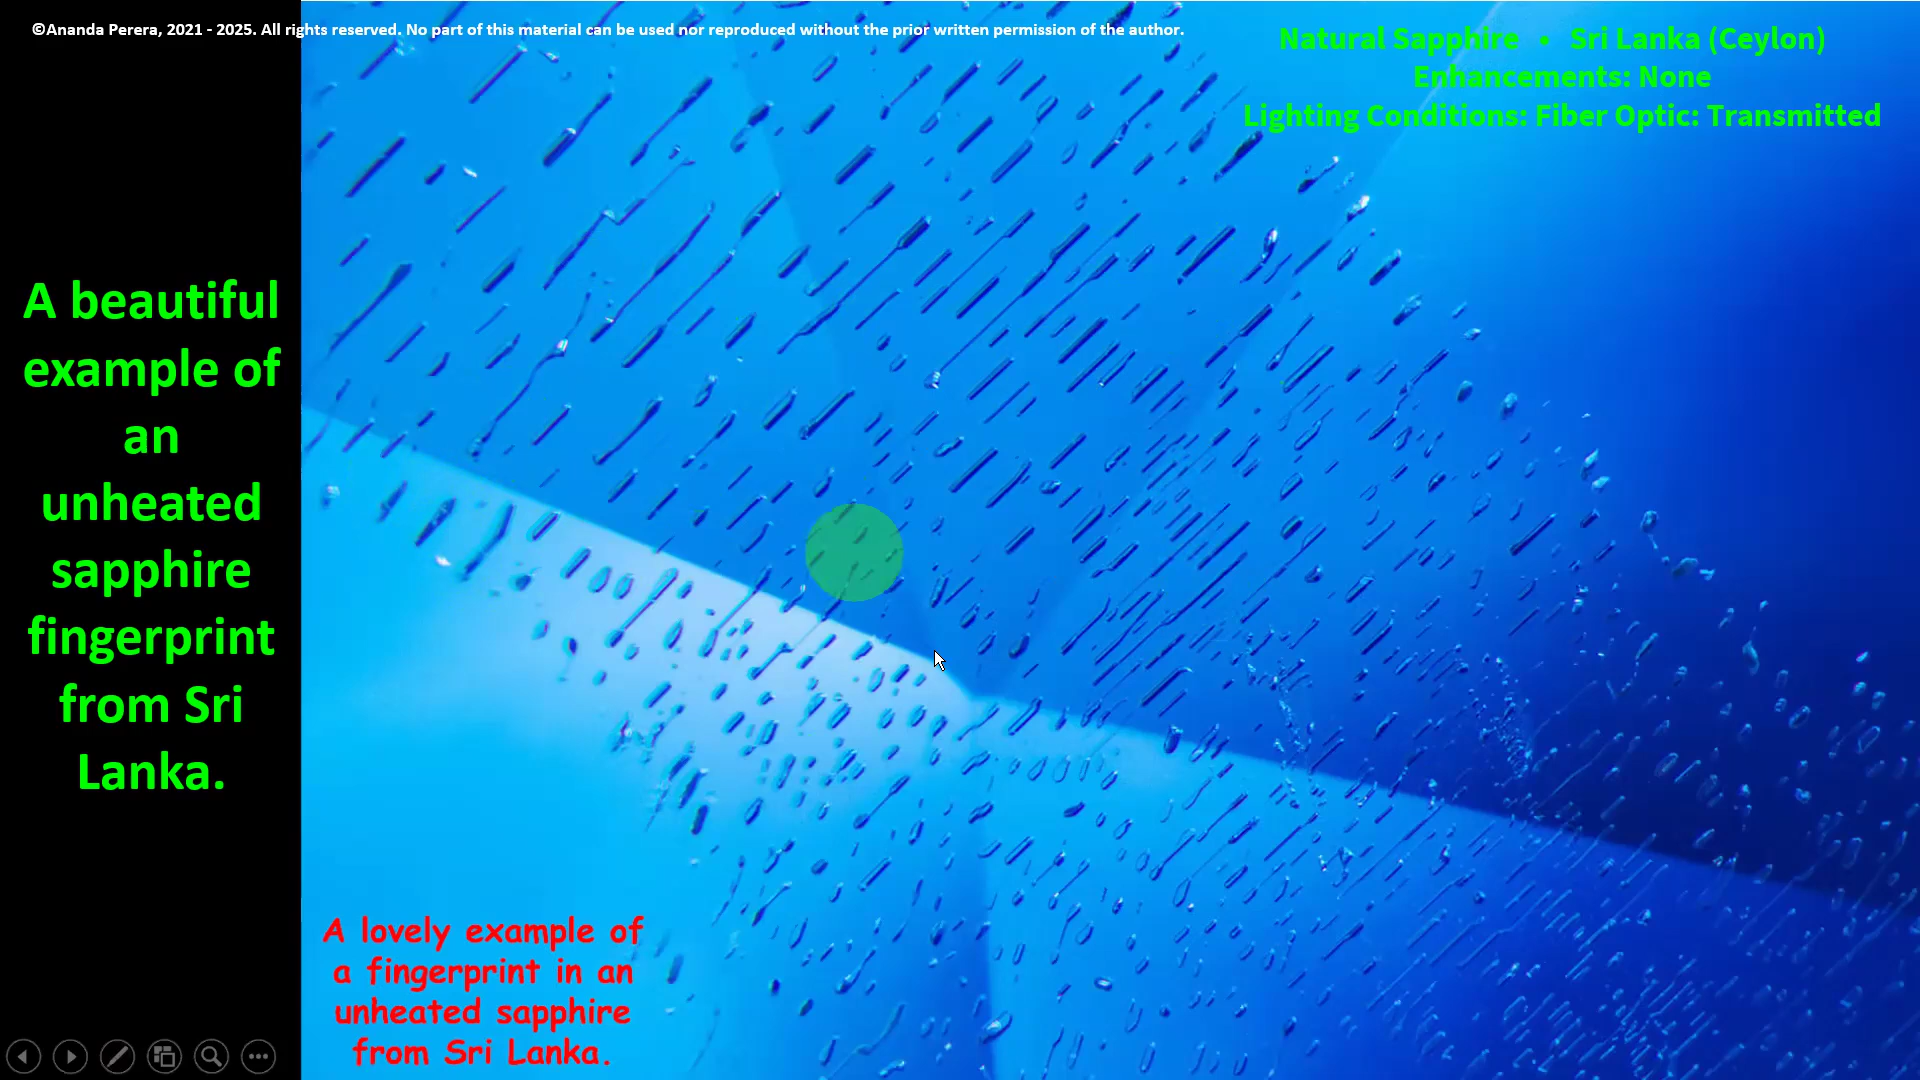 ©Ananda Perera, 2021 - 2025. All rights reserved. No part of this material can be used nor reproduced without the prior written permission of the author.
Natural Sapphire • Sri Lanka (Ceylon)
Enhancements: None
Lighting Conditions: Fiber Optic: Transmitted
A beautiful
example of
an
unheated
sapphire
fingerprint
from Sri
Lanka.
A lovely example of
a fingerprint in an
unheated sapphire
from Sri Lanka.